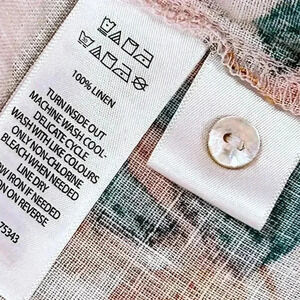 100% LINEN
TURN INSIDE OUT
MACHINE WASH COOL-
DELICATE CYCLE
WASH WITH LIKE COLOURS
ONLY NON-CHLORINE
BLEACH WHEN NEEDED
LINE DRY
IRON IF NEEDED
ON REVERSE
75343